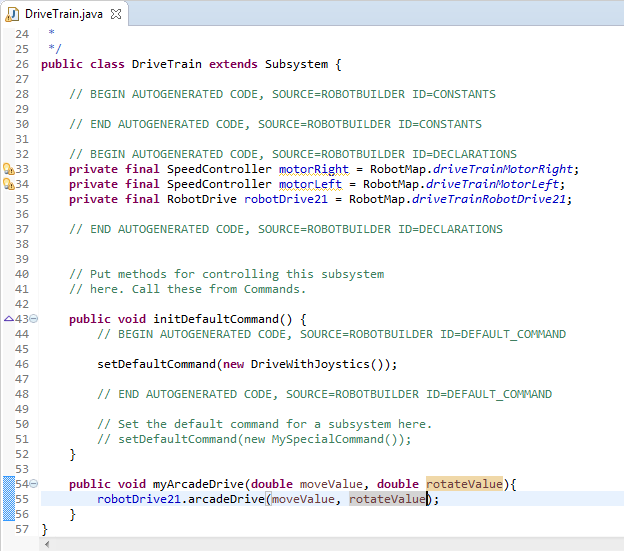 DriveTrain.java
24 *
25 */
26 public class DriveTrain extends Subsystem {
27
28 // BEGIN AUTOGENERATED CODE, SOURCE=ROBOTBUILDER ID=CONSTANTS
29
30 // END AUTOGENERATED CODE, SOURCE=ROBOTBUILDER ID=CONSTANTS
31
32 // BEGIN AUTOGENERATED CODE, SOURCE=ROBOTBUILDER ID=DECLARATIONS
33 private final SpeedController motorRight = RobotMap.driveTrainMotorRight;
34 private final SpeedController motorLeft = RobotMap.driveTrainMotorLeft;
35 private final RobotDrive robotDrive21 = RobotMap.driveTrainRobotDrive21;
36
37 // END AUTOGENERATED CODE, SOURCE=ROBOTBUILDER ID=DECLARATIONS
38
39
40 // Put methods for controlling this subsystem
41 // here. Call these from Commands.
42
43 public void initDefaultCommand() {
44 // BEGIN AUTOGENERATED CODE, SOURCE=ROBOTBUILDER ID=DEFAULT_COMMAND
45
46 setDefaultCommand(new DriveWithJoystics());
47
48 // END AUTOGENERATED CODE, SOURCE=ROBOTBUILDER ID=DEFAULT_COMMAND
49
50 // Set the default command for a subsystem here.
51 // setDefaultCommand(new MySpecialCommand());
52 }
53
54 public void myArcadeDrive(double moveValue, double rotateValue){
55 robotDrive21.arcadeDrive(moveValue, rotateValue);
56 }
57 }